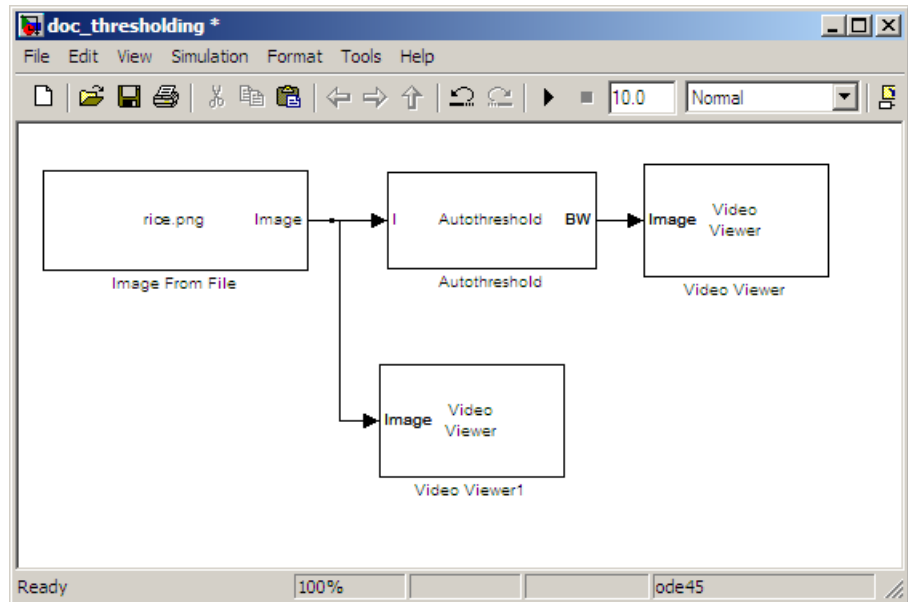 doc_thresholding *
File Edit View Simulation Format Tools Help
10.0 Normal
rice.png Image
Image From File
I Autothreshold BW
Autothreshold
Image Video Viewer
Video Viewer
Image Video Viewer
Video Viewer1
Ready 100% ode45